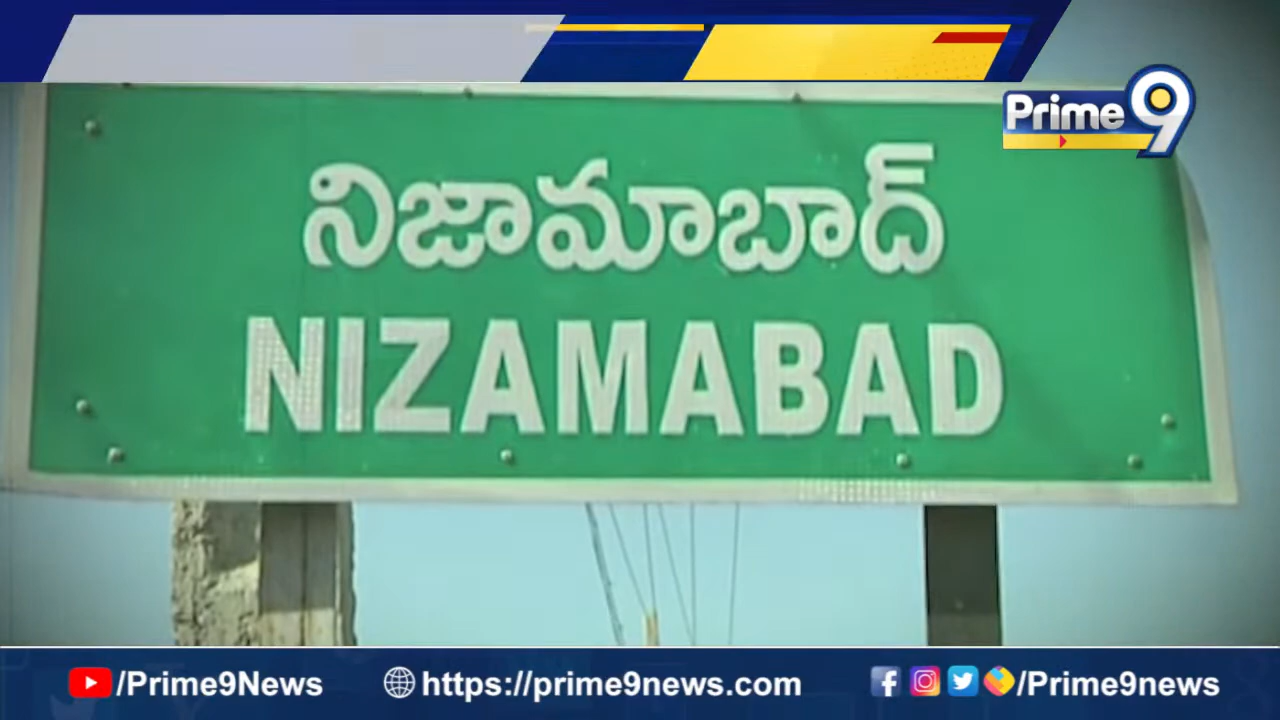 Prime9
నిజామాబాద్
NIZAMABAD
/Prime9News
https://prime9news.com
/Prime9news